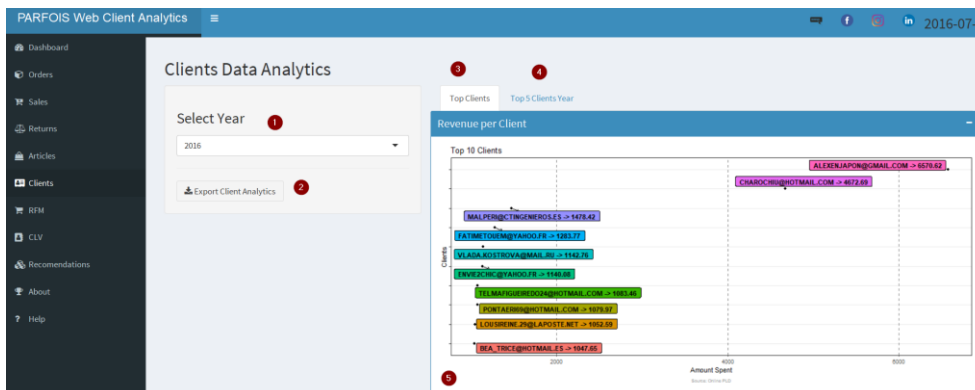 PARFOIS Web Client Analytics
2016-07-
Dashboard
Orders
Sales
Returns
Articles
Clients
RFM
CLV
Recomendations
About
? Help
Clients Data Analytics
Select Year
1
2016
Export Client Analytics
2
3
4
Top Clients
Top 5 Clients Year
Revenue per Client
Top 10 Clients
ALEXENJAPON@GMAIL.COM -> 6570.62
CHAROCHIU@HOTMAIL.COM -> 4672.69
MALPERI@CTINGENIEROS.ES -> 1478.42
FATIMETOUEM@YAHOO.FR -> 1283.77
VLADA.KOSTROVA@MAIL.RU -> 1142.76
ENVIE2CHIC@YAHOO.FR -> 1140.08
TELMAFIGUEIREDO24@HOTMAIL.COM -> 1083.46
PONTAERI69@HOTMAIL.COM -> 1079.97
LOUSIREINE.29@LAPOSTE.NET -> 1052.59
BEA_TRICE@HOTMAIL.ES -> 1047.65
Clients
2000
4000
6000
Amount Spent
5